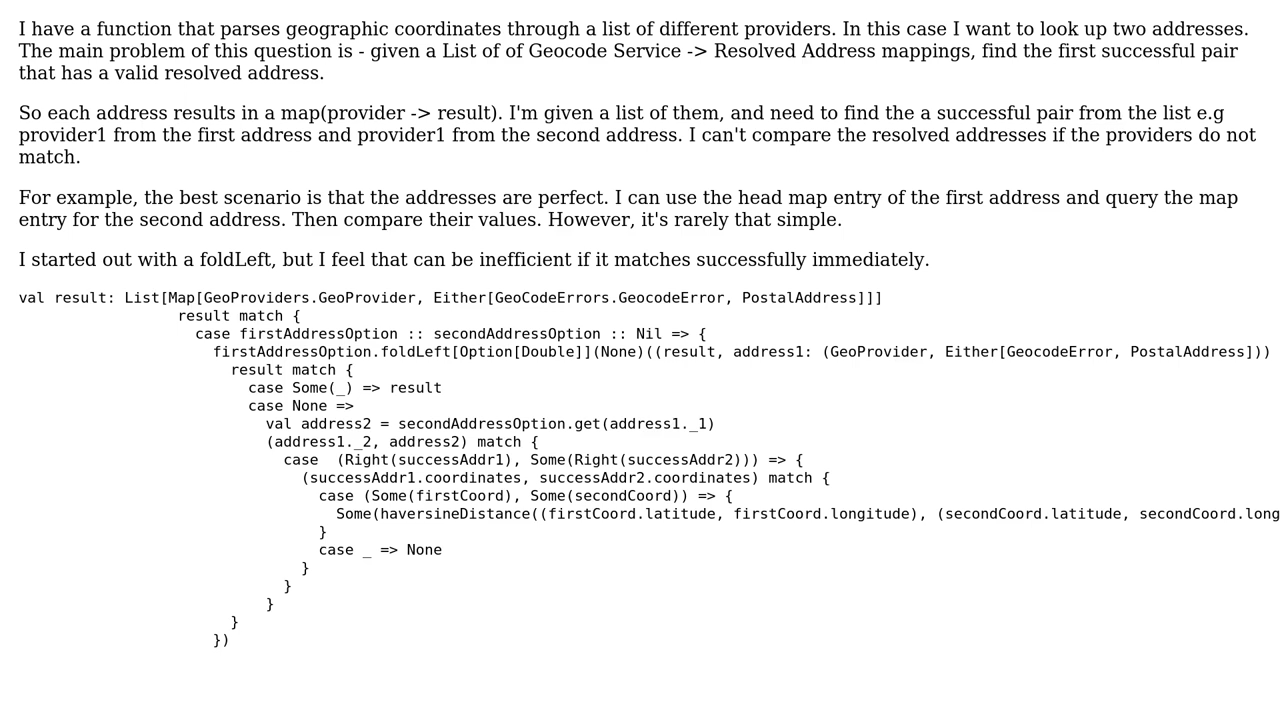 I have a function that parses geographic coordinates through a list of different providers. In this case I want to look up two addresses.
The main problem of this question is - given a List of of Geocode Service -> Resolved Address mappings, find the first successful pair
that has a valid resolved address.
So each address results in a map(provider -> result). I'm given a list of them, and need to find the a successful pair from the list e.g
provider1 from the first address and provider1 from the second address. I can't compare the resolved addresses if the providers do not
match.
For example, the best scenario is that the addresses are perfect. I can use the head map entry of the first address and query the map
entry for the second address. Then compare their values. However, it's rarely that simple.
I started out with a foldLeft, but I feel that can be inefficient if it matches successfully immediately.
val result: List[Map[GeoProviders.GeoProvider, Either[GeoCodeErrors.GeocodeError, PostalAddress]]]
result match {
case firstAddressOption :: secondAddressOption :: Nil => {
firstAddressOption.foldLeft[Option[Double]](None)((result, address1: (GeoProvider, Either[GeocodeError, PostalAddress]))
result match {
case Some(_) => result
case None =>
val address2 = secondAddressOption.get(address1._1)
(address1._2, address2) match {
case  (Right(successAddr1), Some(Right(successAddr2))) => {
(successAddr1.coordinates, successAddr2.coordinates) match {
case (Some(firstCoord), Some(secondCoord)) => {
Some(haversineDistance((firstCoord.latitude, firstCoord.longitude), (secondCoord.latitude, secondCoord.long
}
case _ => None
}
}
}
}
})